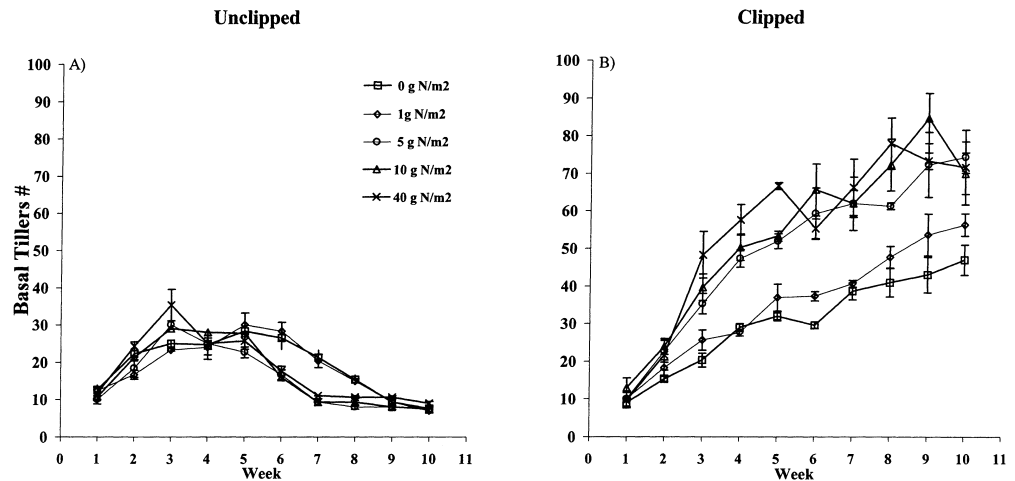 Unclipped
Clipped
A)
B)
100
90
80
70
60
50
40
30
20
10
0
Basal Tillers #
0 g N/m2
1g N/m2
5 g N/m2
10 g N/m2
40 g N/m2
0 1 2 3 4 5 6 7 8 9 10 11
Week
100
90
80
70
60
50
40
30
20
10
0
0 1 2 3 4 5 6 7 8 9 10 11
Week